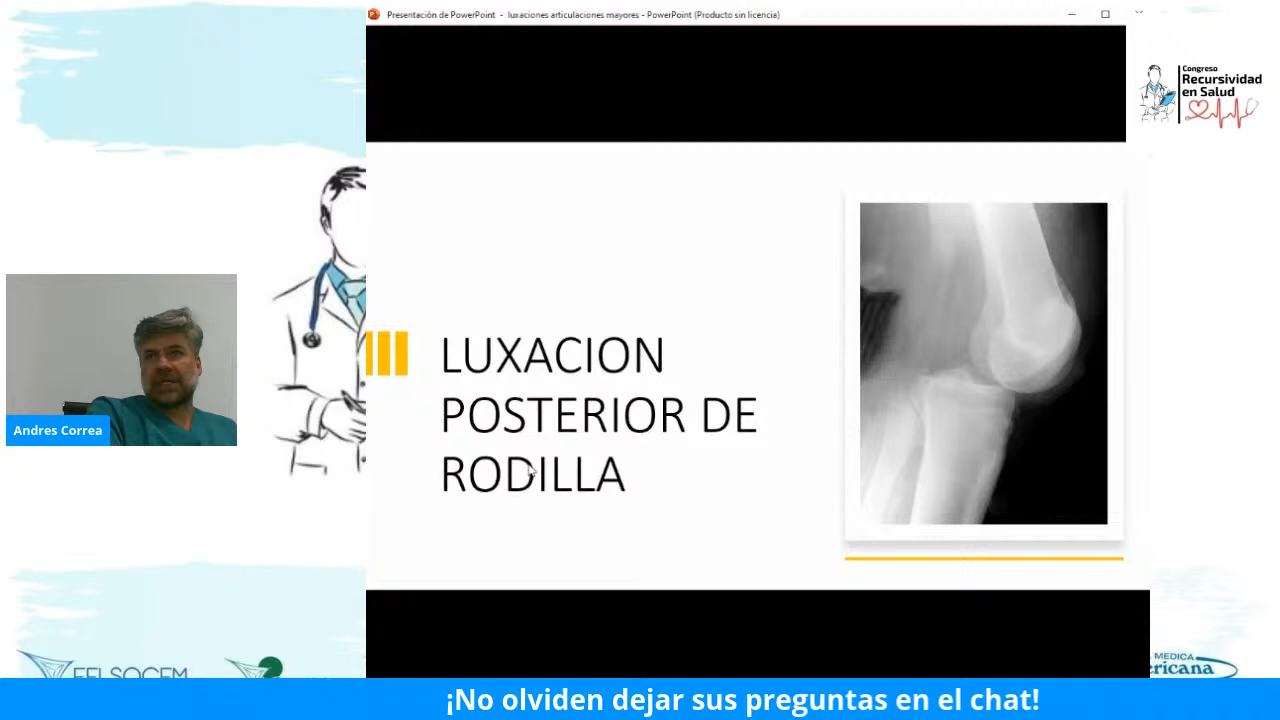 Presentación de PowerPoint - luxaciones articulaciones mayores - PowerPoint (Producto sin licencia)
Congreso
Recursividad
en Salud
LUXACION
POSTERIOR DE
RODILLA
Andres Correa
MEDICA
¡No olviden dejar sus preguntas en el chat!